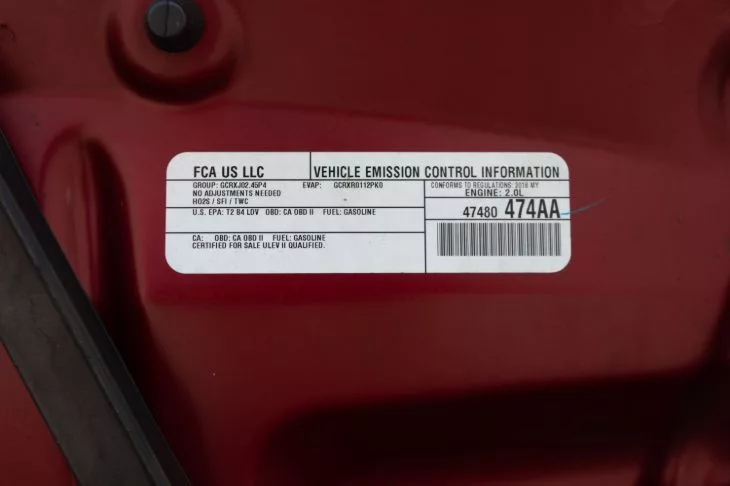 FCA US LLC
VEHICLE EMISSION CONTROL INFORMATION
GROUP: GCRXJ02.45P4 EVAP: GCRXR0112PK0
NO ADJUSTMENTS NEEDED
HO2S / SFI / TWC
CONFORMS TO REGULATIONS: 2016 MY
ENGINE: 2.0L
U.S. EPA: T2 B4 LDV OBD: CA OBD II FUEL: GASOLINE
47480 474AA
CA: OBD: CA OBD II FUEL: GASOLINE
CERTIFIED FOR SALE ULEV II QUALIFIED.